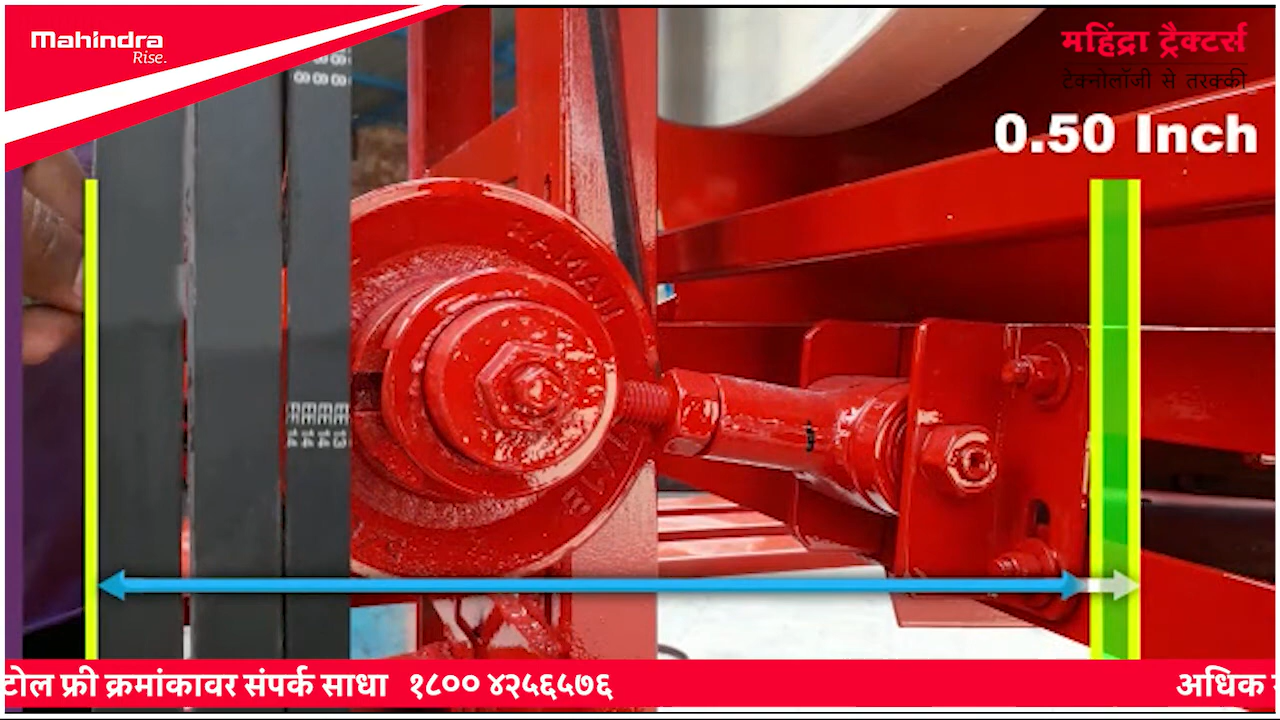 Mahindra
Rise.
महिंद्रा ट्रैक्टर्स
टेक्नोलॉजी से तरक्की
0.50 Inch
टोल फ्री क्रमांकावर संपर्क साधा १८०० ४२५६५७६
अधिक